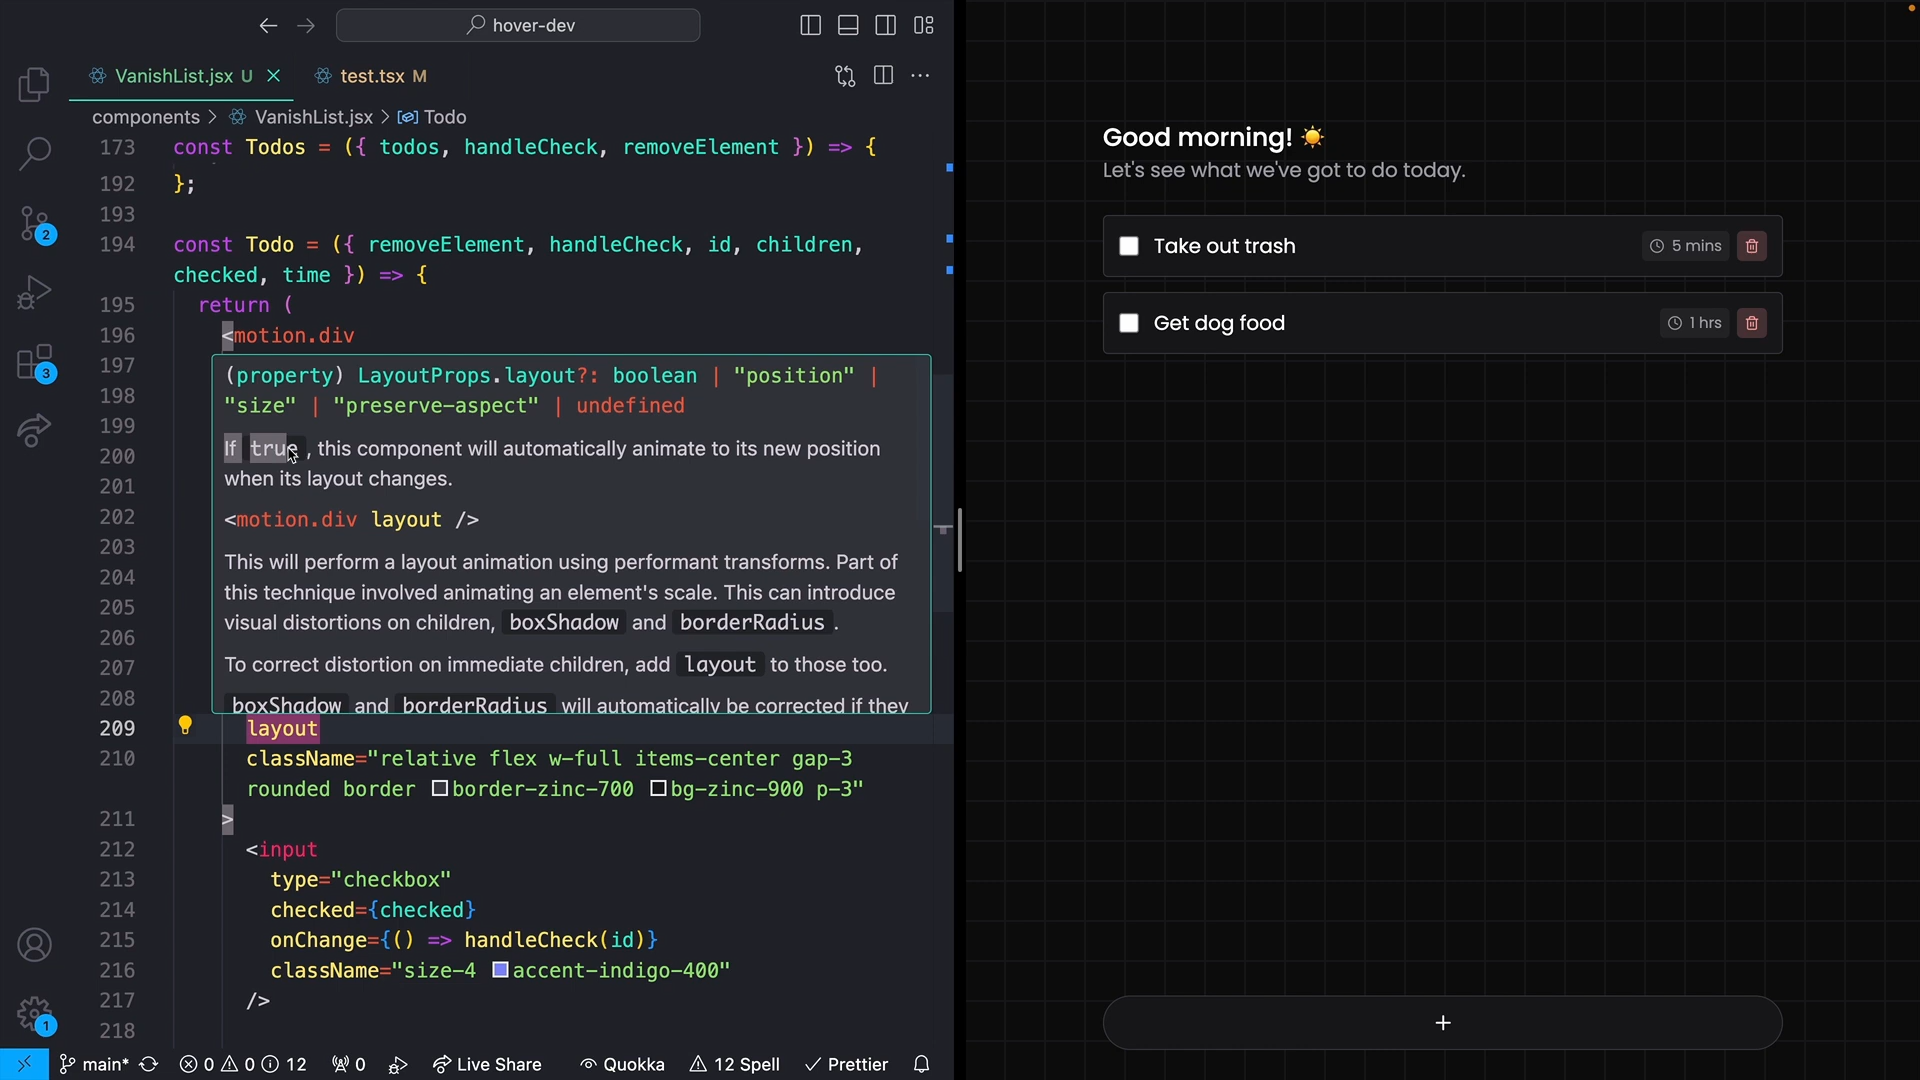 hover-dev
VanishList.jsx U
test.tsx M
components > VanishList.jsx > Todo
173 const Todos = ({ todos, handleCheck, removeElement }) => {
192 };
193
194 const Todo = ({ removeElement, handleCheck, id, children,
checked, time }) => {
195 return (
196 <motion.div
197
198
199
200
201
202
203
204
205
206
207
208
(property) LayoutProps.layout?: boolean | "position" |
"size" | "preserve-aspect" | undefined
If true, this component will automatically animate to its new position
when its layout changes.
<motion.div layout />
This will perform a layout animation using performant transforms. Part of
this technique involved animating an element's scale. This can introduce
visual distortions on children, boxShadow and borderRadius.
To correct distortion on immediate children, add layout to those too.
boxShadow and borderRadius will automatically be corrected if they
209 layout
210 className="relative flex w-full items-center gap-3
rounded border border-zinc-700 bg-zinc-900 p-3"
211 >
212 <input
213 type="checkbox"
214 checked={checked}
215 onChange={() => handleCheck(id)}
216 className="size-4 accent-indigo-400"
217 />
218
2
3
1
main* 0 0 12 0 Live Share Quokka 12 Spell Prettier
Good morning! ☀️
Let's see what we've got to do today.
Take out trash 5 mins
Get dog food 1 hrs
+